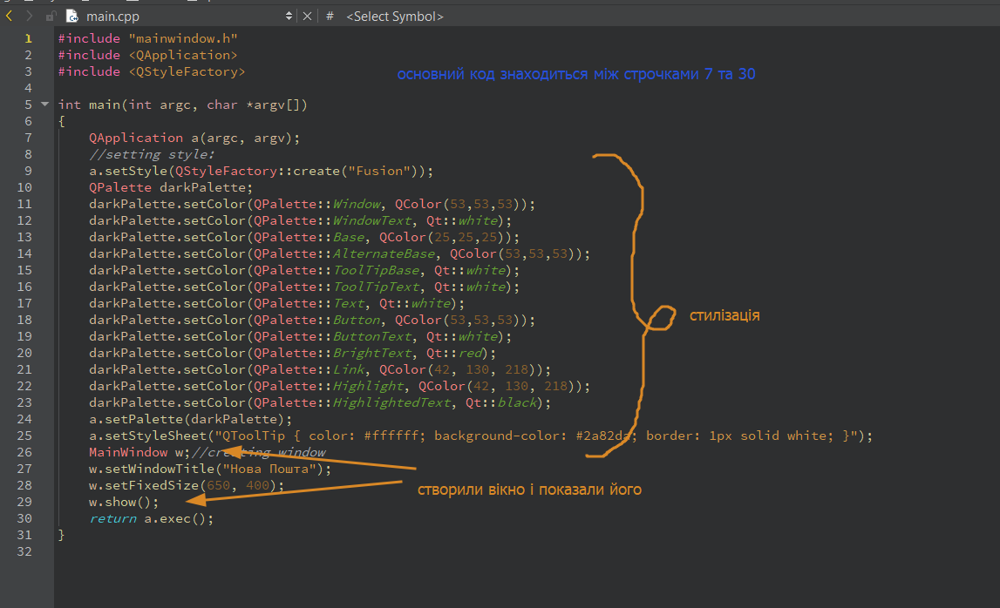 main.cpp # <Select Symbol>
1 #include "mainwindow.h"
2 #include <QApplication>
3 #include <QStyleFactory>
основний код знаходиться між строчками 7 та 30
4
5 int main(int argc, char *argv[])
6 {
7 QApplication a(argc, argv);
8 //setting style:
9 a.setStyle(QStyleFactory::create("Fusion"));
10 QPalette darkPalette;
11 darkPalette.setColor(QPalette::Window, QColor(53,53,53));
12 darkPalette.setColor(QPalette::WindowText, Qt::white);
13 darkPalette.setColor(QPalette::Base, QColor(25,25,25));
14 darkPalette.setColor(QPalette::AlternateBase, QColor(53,53,53));
15 darkPalette.setColor(QPalette::ToolTipBase, Qt::white);
16 darkPalette.setColor(QPalette::ToolTipText, Qt::white);
17 darkPalette.setColor(QPalette::Text, Qt::white);
18 darkPalette.setColor(QPalette::Button, QColor(53,53,53));
стилізація
19 darkPalette.setColor(QPalette::ButtonText, Qt::white);
20 darkPalette.setColor(QPalette::BrightText, Qt::red);
21 darkPalette.setColor(QPalette::Link, QColor(42, 130, 218));
22 darkPalette.setColor(QPalette::Highlight, QColor(42, 130, 218));
23 darkPalette.setColor(QPalette::HighlightedText, Qt::black);
24 a.setPalette(darkPalette);
25 a.setStyleSheet("QToolTip { color: #ffffff; background-color: #2a82da; border: 1px solid white; }");
26 MainWindow w;//creating window
27 w.setWindowTitle("Нова Пошта");
28 w.setFixedSize(650, 400);
створили вікно і показали його
29 w.show();
30 return a.exec();
31 }
32